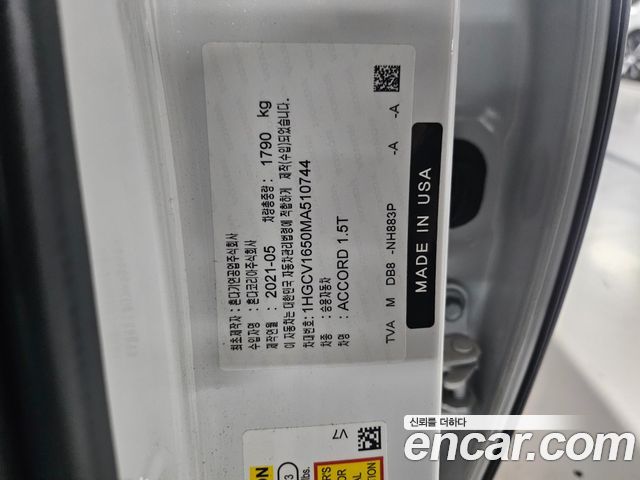 최초제작자 : 혼다기연공업주식회사
수입자명 : 혼다코리아주식회사
제작연월 : 2021-05 차량총중량: 1790 kg
이 자동차는 대한민국 자동차관리법령에 적합하게 제작(수입)되었습니다.
차대번호: 1HGCV1650MA510744
차종 : 승용자동차
차명 : ACCORD 1.5T
TVA M DB8 -NH883P -A -A
MADE IN USA
V7
신뢰를 더하다
encar.com